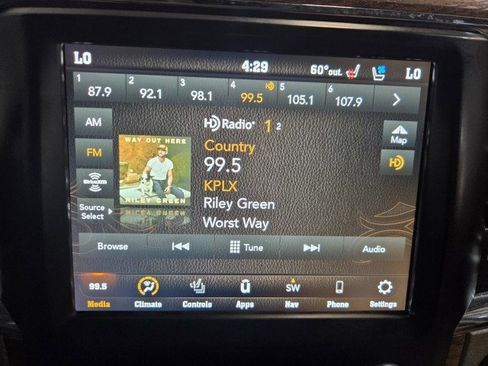 LO 4:29 60°out. LO
1 2 3 4 HD 5 6
87.9 92.1 98.1 99.5 105.1 107.9
AM
HD Radio 1 2
Map
WAY OUT HERE
Country
FM
99.5
HD
SiriusXM
KPLX
RILEY GREEN
Riley Green
Source
Select
Worst Way
Browse Tune Audio
99.5 SW
Media Climate Controls Apps Nav Phone Settings